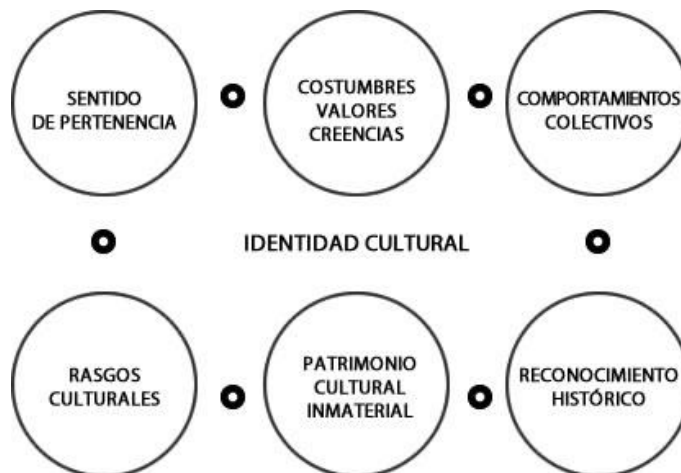 SENTIDO
DE PERTENENCIA
COSTUMBRES
VALORES
CREENCIAS
COMPORTAMIENTOS
COLECTIVOS
IDENTIDAD CULTURAL
RASGOS
CULTURALES
PATRIMONIO
CULTURAL
INMATERIAL
RECONOCIMIENTO
HISTÓRICO